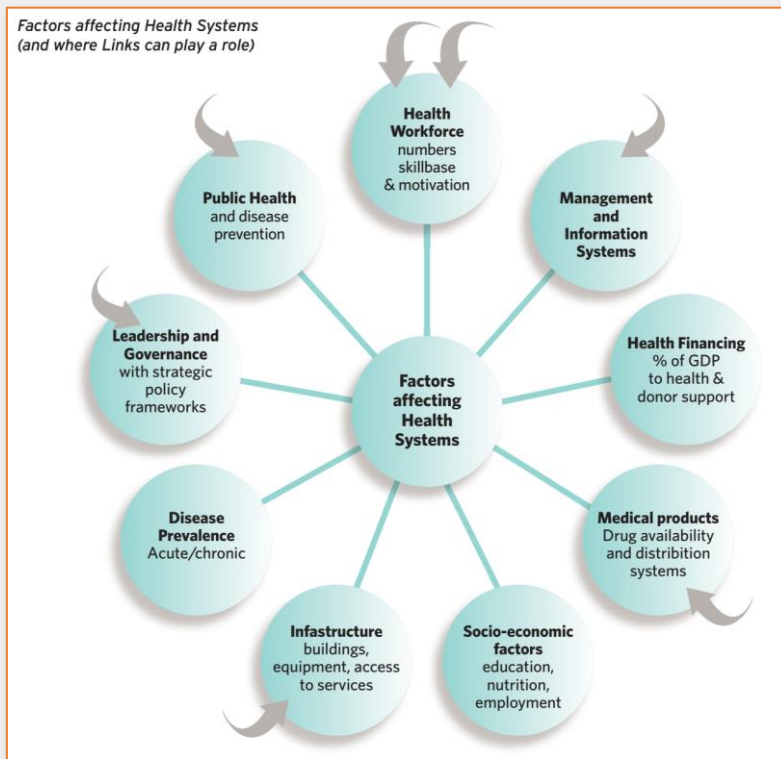 Factors affecting Health Systems
(and where Links can play a role)
Health
Workforce
numbers
skillbase
& motivation
Public Health
and disease
prevention
Management
and
Information
Systems
Leadership and
Governance
with strategic
policy
frameworks
Health Financing
% of GDP
to health &
donor support
Factors
affecting
Health
Systems
Disease
Prevalence
Acute/chronic
Medical products
Drug availability
and distribition
systems
Infastructure
buildings,
equipment, access
to services
Socio-economic
factors
education,
nutrition,
employment